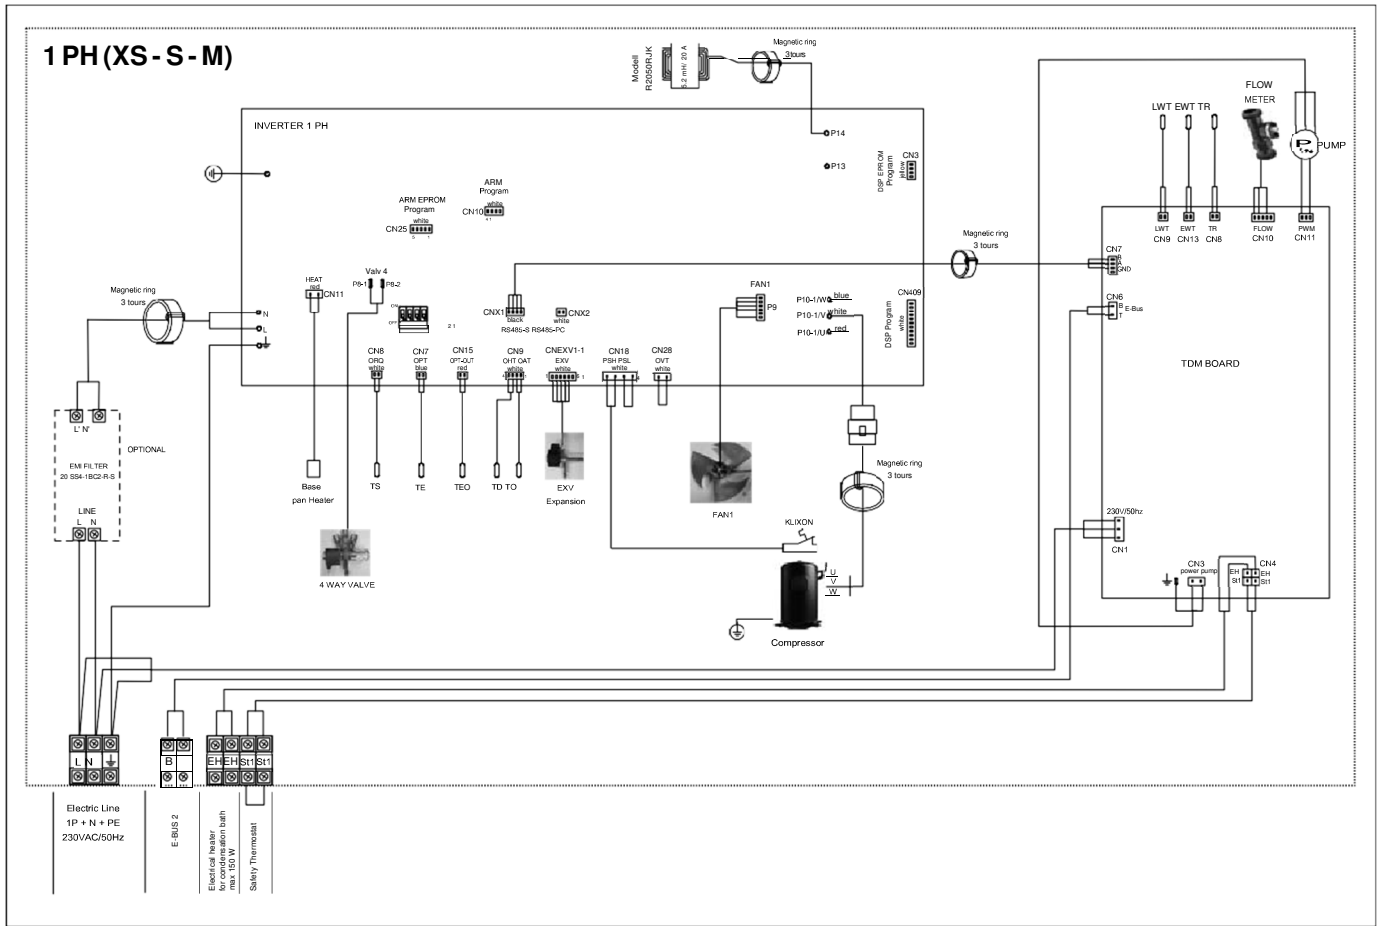 1 PH (XS - S - M)
Modell
R2050RJK
5.2 mH/ 20 A
Magnetic ring
3 tours
INVERTER 1 PH
P14
P13
CN3
DSP EPROM
Program
yellow
ARM
Program
white
CN10
4 1
ARM EPROM
Program
white
CN25
5 1
LWT EWT TR
FLOW
METER
P
PUMP
LWT
CN9
EWT
CN13
TR
CN8
FLOW
CN10
PWM
CN11
Magnetic ring
3 tours
CN7
B
A
GND
CN6
B
T
E-Bus
TDM BOARD
Magnetic ring
3 tours
N
L
HEAT
red
CN11
Valv 4
P8-1
P8-2
ON
OFF
2 1
CNX1
black
CNX2
white
RS485-S RS485-PC
FAN1
P9
P10-1/W
blue
P10-1/V
white
P10-1/U
red
CN409
DSP Program
white
CN8
ORQ
white
CN7
OPT
blue
CN15
OPT-OUT
red
CN9
OHT OAT
white
CNEXV1-1
EXV
white
CN18
PSH PSL
white
CN28
OVT
white
L' N'
EMI FILTER
20 SS4-1BC2-R-S
LINE
L N
OPTIONAL
Base
pan Heater
TS
TE
TEO
TD TO
EXV
Expansion
FAN1
Magnetic ring
3 tours
4 WAY VALVE
KLIXON
U
V
W
Compressor
230V/50hz
CN1
CN3
power pump
CN4
EH
EH
St1
St1
L N
B
EH EH St1 St1
Electric Line
1P + N + PE
230VAC/50Hz
E-BUS 2
Electrical heater
for condensation bath
max 150 W
Safety Thermostat